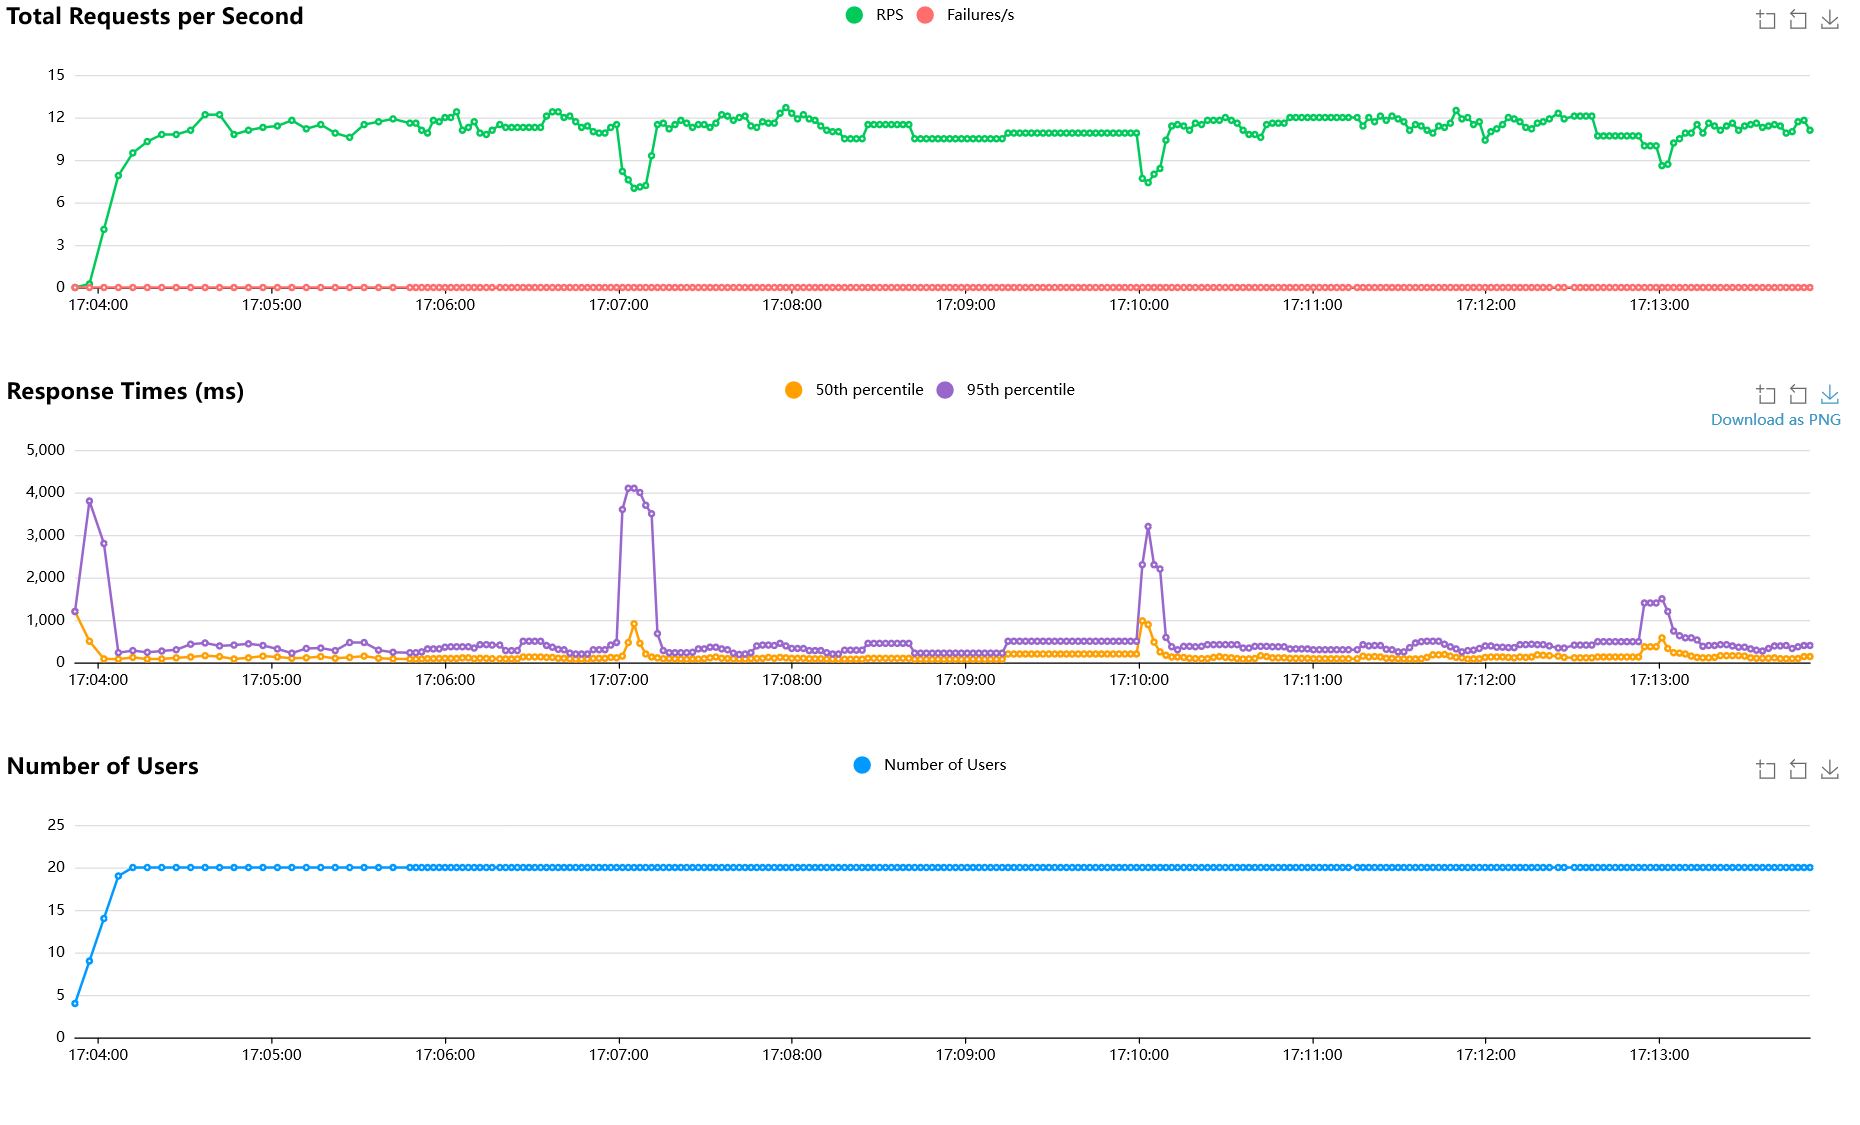 Total Requests per Second
RPS Failures/s
15
12
9
6
3
0
17:04:00 17:05:00 17:06:00 17:07:00 17:08:00 17:09:00 17:10:00 17:11:00 17:12:00 17:13:00
Response Times (ms)
50th percentile 95th percentile
Download as PNG
5,000
4,000
3,000
2,000
1,000
0
17:04:00 17:05:00 17:06:00 17:07:00 17:08:00 17:09:00 17:10:00 17:11:00 17:12:00 17:13:00
Number of Users
Number of Users
25
20
15
10
5
0
17:04:00 17:05:00 17:06:00 17:07:00 17:08:00 17:09:00 17:10:00 17:11:00 17:12:00 17:13:00